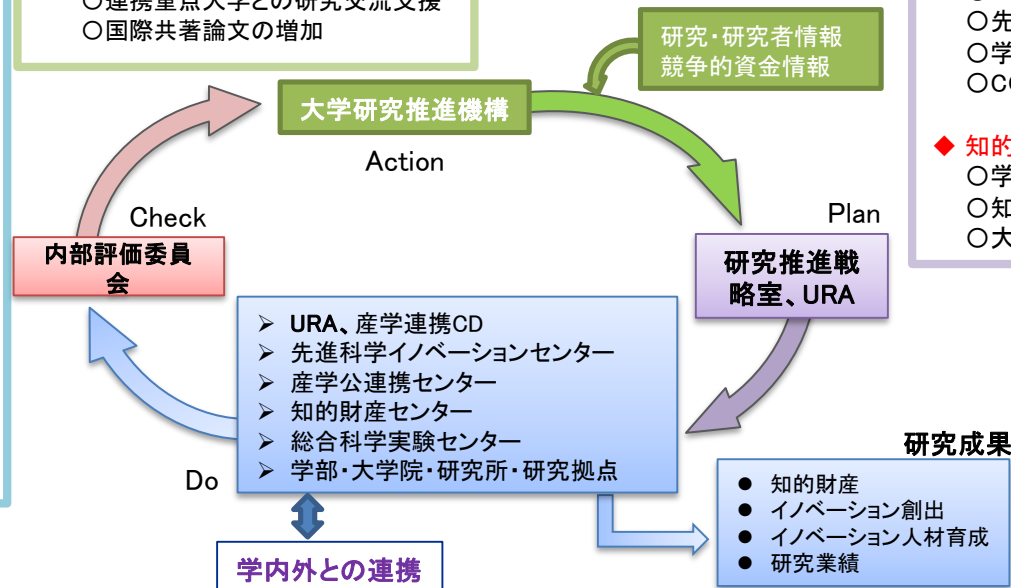 〇連携重点大学との研究交流支援
〇国際共著論文の増加
研究・研究者情報
競争的資金情報
大学研究推進機構
Action
Check
Plan
内部評価委員
会
研究推進戦
略室、URA
➢ URA、産学連携CD
➢ 先進科学イノベーションセンター
➢ 産学公連携センター
➢ 知的財産センター
➢ 総合科学実験センター
➢ 学部・大学院・研究所・研究拠点
Do
学内外との連携
研究成果
● 知的財産
● イノベーション創出
● イノベーション人材育成
● 研究業績
〇先
〇学
◆ 知的
〇学
〇知
〇大